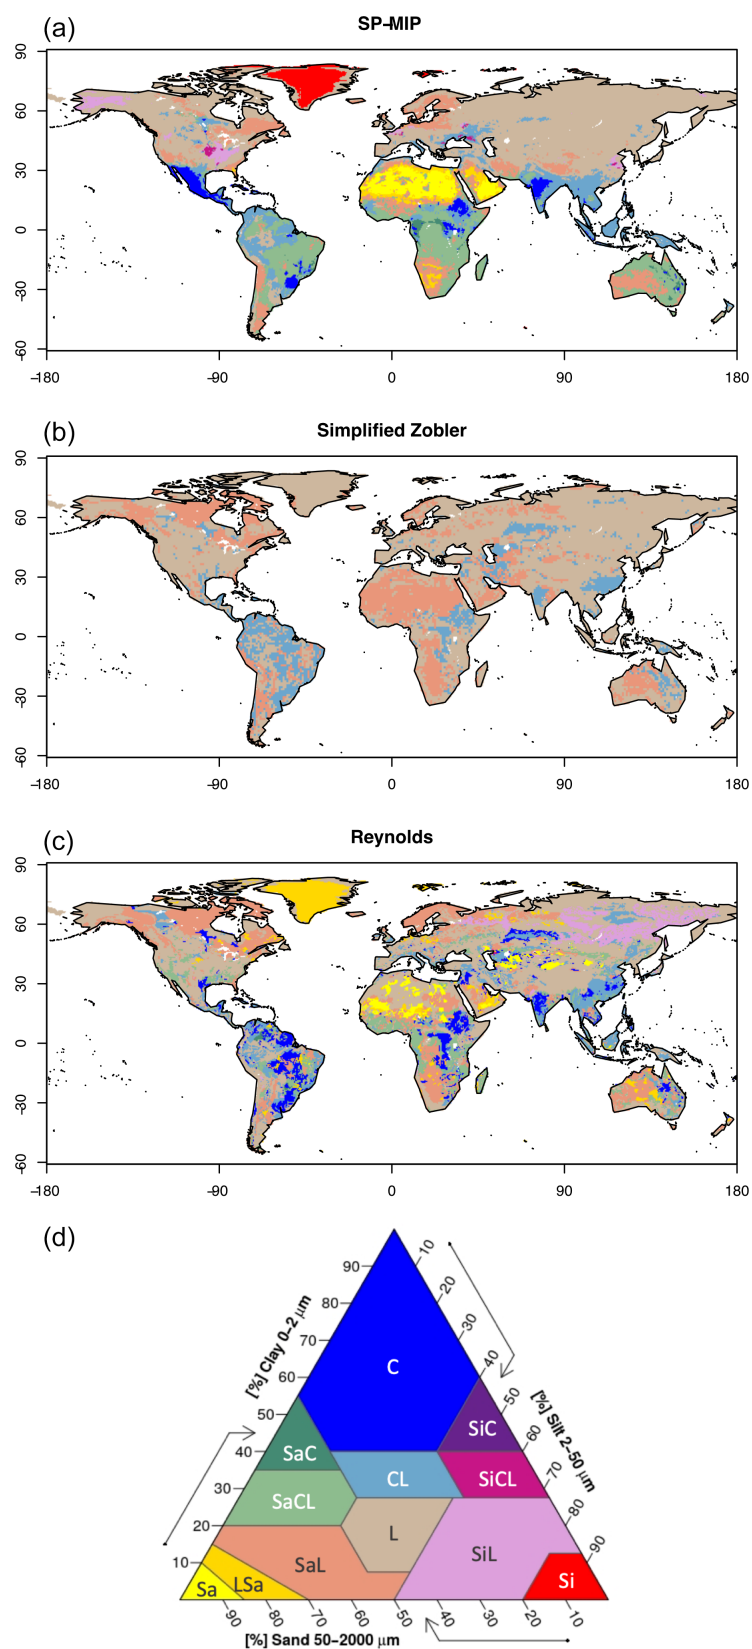 (a)
SP-MIP
90
60
30
0
-30
-60
-180
-90
0
90
180
(b)
Simplified Zobler
90
60
30
0
-30
-60
-180
-90
0
90
180
(c)
Reynolds
90
60
30
0
-30
-60
-180
-90
0
90
180
(d)
[%] Clay 0-2 μm
90
80
70
60
50
40
30
20
10
[%] Silt 2-50 μm
10
20
30
40
50
60
70
80
90
C
SiC
SaC
CL
SiCL
SaCL
L
SiL
SaL
Sa
LSa
Si
90
80
70
60
50
40
30
20
10
[%] Sand 50-2000 μm